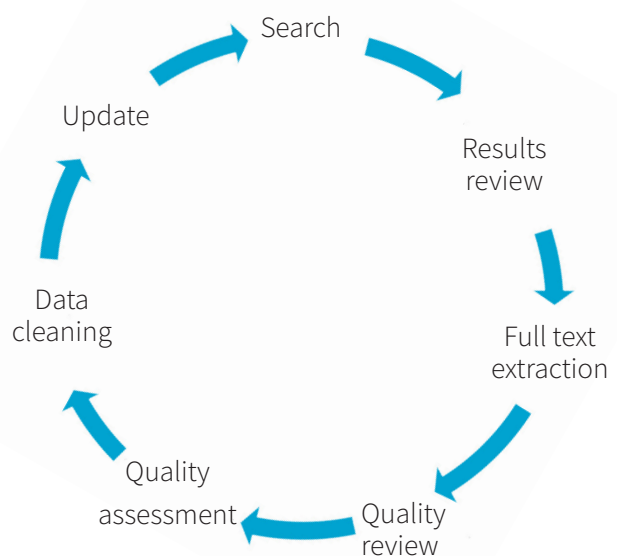 Search
Results
review
Full text
extraction
Quality
review
Quality
assessment
Data
cleaning
Update